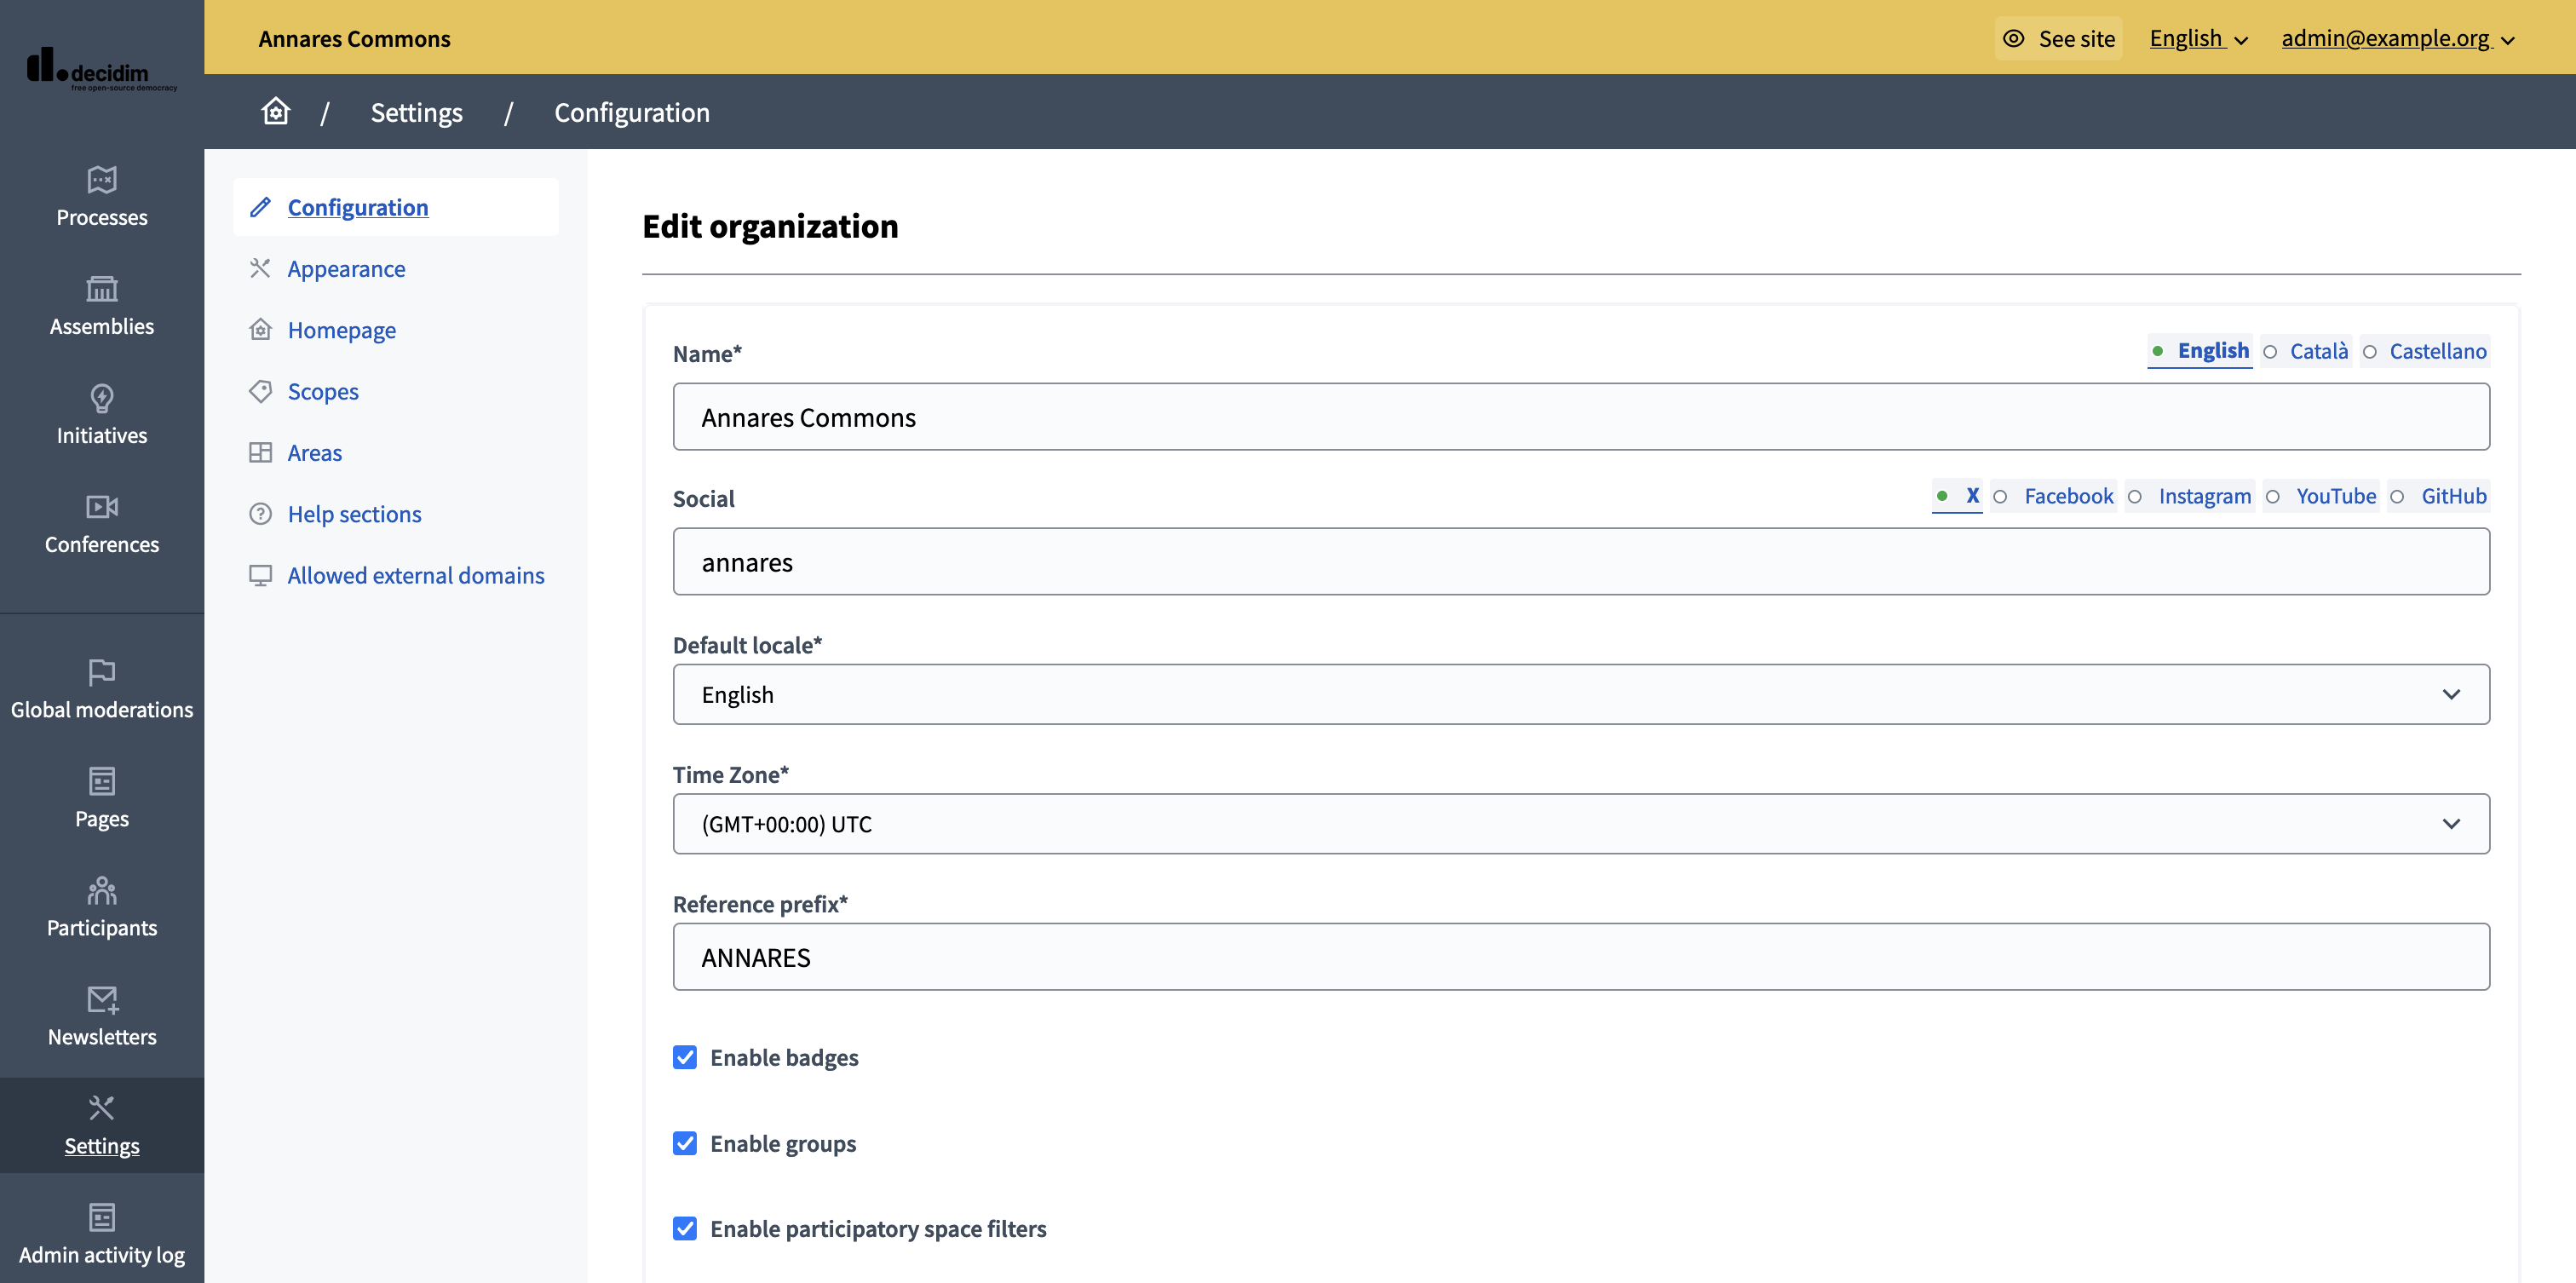 decidim
free open-source democracy
Annares Commons
See site
English
admin@example.org
/ Settings / Configuration
Processes
Assemblies
Initiatives
Conferences
Global moderations
Pages
Participants
Newsletters
Settings
Admin activity log
Configuration
Appearance
Homepage
Scopes
Areas
Help sections
Allowed external domains
Edit organization
Name*
English Català Castellano
Annares Commons
Social
X Facebook Instagram YouTube GitHub
annares
Default locale*
English
Time Zone*
(GMT+00:00) UTC
Reference prefix*
ANNARES
Enable badges
Enable groups
Enable participatory space filters